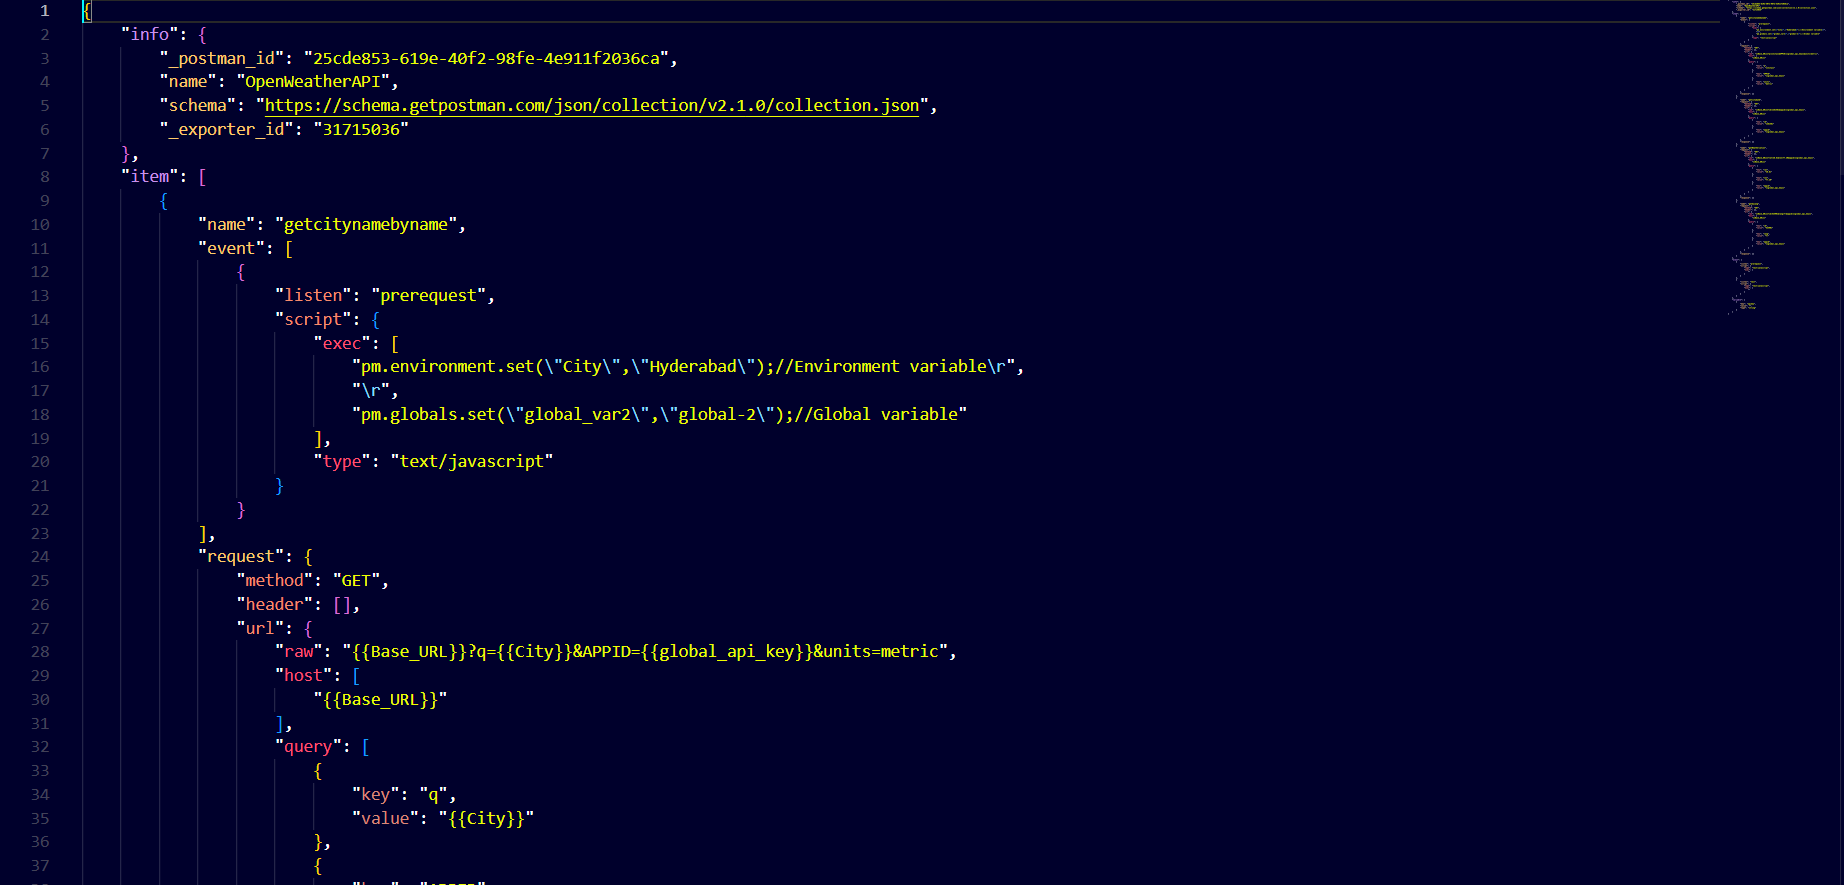 1 {
2 "info": {
3 "_postman_id": "25cde853-619e-40f2-98fe-4e911f2036ca",
4 "name": "OpenWeatherAPI",
5 "schema": "https://schema.getpostman.com/json/collection/v2.1.0/collection.json",
6 "_exporter_id": "31715036"
7 },
8 "item": [
9 {
10 "name": "getcitynamebyname",
11 "event": [
12 {
13 "listen": "prerequest",
14 "script": {
15 "exec": [
16 "pm.environment.set(\"City\",\"Hyderabad\");//Environment variable\r",
17 "\r",
18 "pm.globals.set(\"global_var2\",\"global-2\");//Global variable"
19 ],
20 "type": "text/javascript"
21 }
22 }
23 ],
24 "request": {
25 "method": "GET",
26 "header": [],
27 "url": {
28 "raw": "{{Base_URL}}?q={{City}}&APPID={{global_api_key}}&units=metric",
29 "host": [
30 "{{Base_URL}}"
31 ],
32 "query": [
33 {
34 "key": "q",
35 "value": "{{City}}"
36 },
37 {